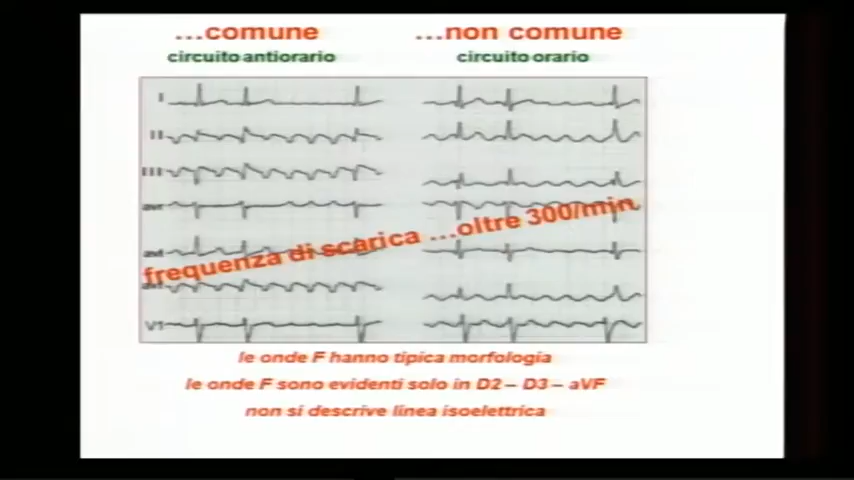 ...comune
...non comune
circuito antiorario
circuito orario
I
II
III
avr
avl
V1
frequenza di scarica ...oltre 300/min.
le onde F hanno tipica morfologia
le onde F sono evidenti solo in D2 – D3 – aVF
non si descrive linea isoelettrica